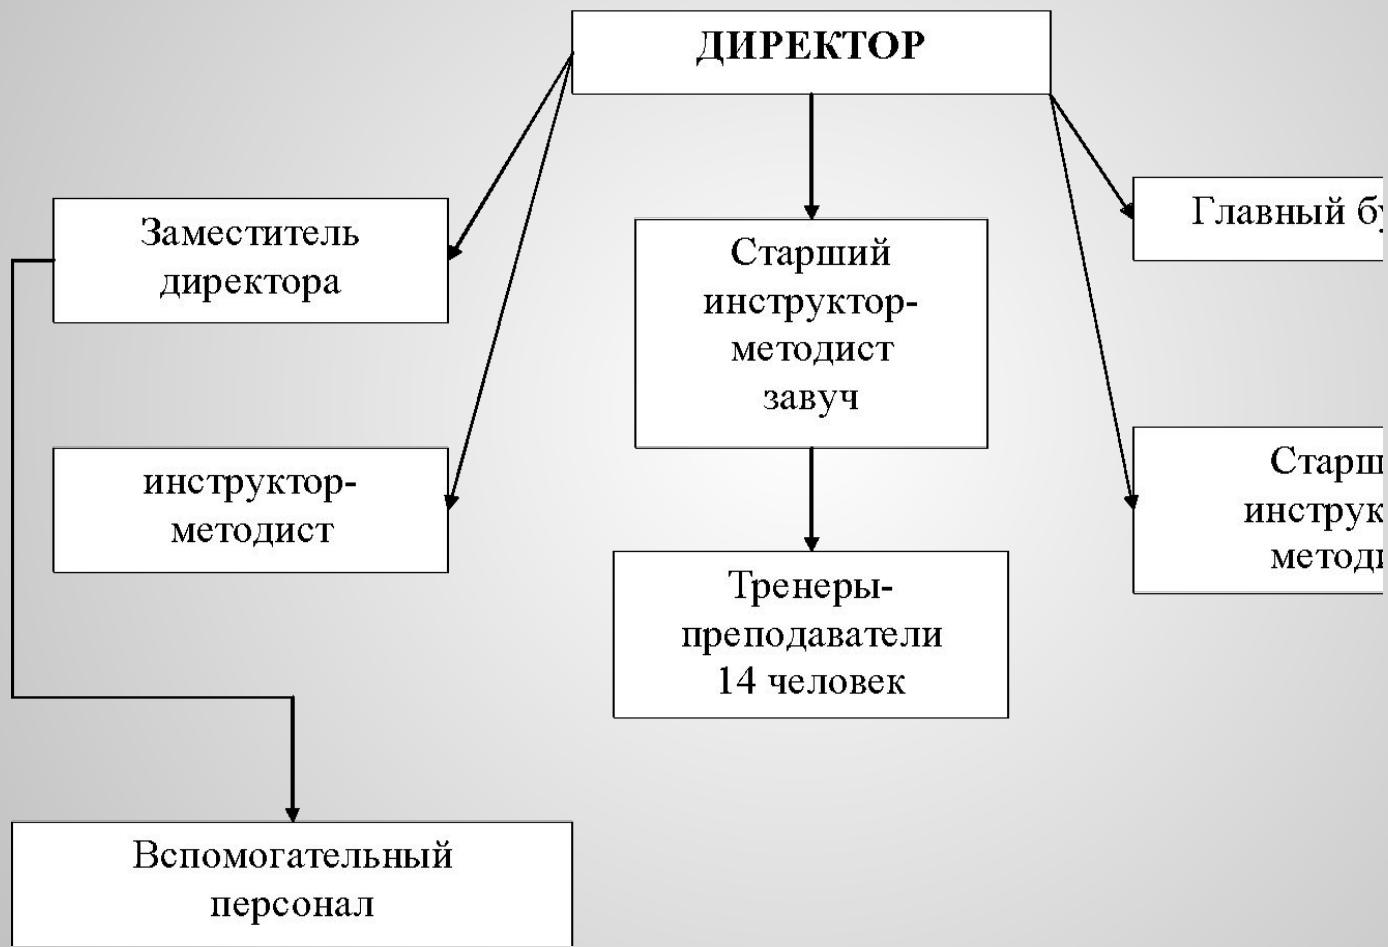 ДИРЕКТОР
Заместитель
директора
Старший
инструктор-
методист
завуч
Главный
инструктор-
методист
Тренеры-
преподаватели
14 человек
Вспомогательный
персонал